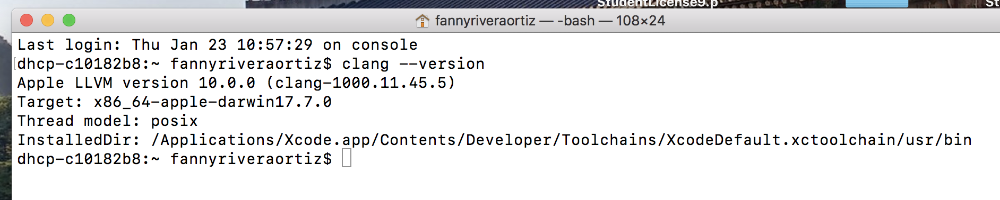 StudentLicense9.p
St
fannyriveraortiz — -bash — 108×24
Last login: Thu Jan 23 10:57:29 on console
[dhcp-c10182b8:~ fannyriveraortiz$ clang --version
Apple LLVM version 10.0.0 (clang-1000.11.45.5)
Target: x86_64-apple-darwin17.7.0
Thread model: posix
InstalledDir: /Applications/Xcode.app/Contents/Developer/Toolchains/XcodeDefault.xctoolchain/usr/bin
dhcp-c10182b8:~ fannyriveraortiz$